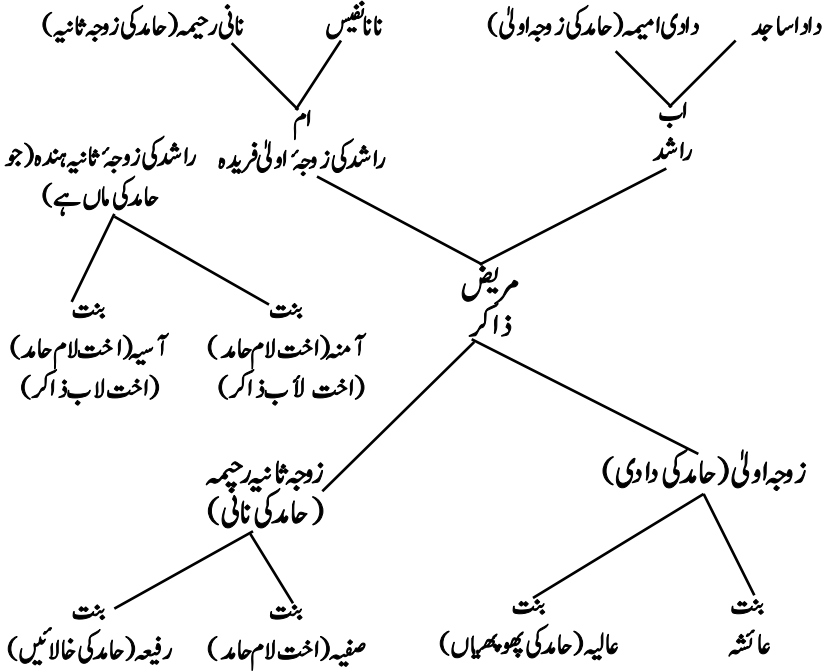 دادا ساجد دادی امیمہ (حامد کی زوجہ اولیٰ) نانا نفیس نانی رحیمہ (حامد کی زوجہ ثانیہ)
اب ام
راشد راشد کی زوجۂ اولیٰ فریدہ راشد کی زوجۂ ثانیہ ہندہ (جو
حامد کی ماں ہے)
مریض
ذاکر
بنت بنت
آمنہ (اخت لام حامد) آسیہ (اخت لام حامد)
(اخت لأب ذاکر) (اخت لاب ذاکر)
زوجہ اولیٰ (حامد کی دادی) زوجہ ثانیہ رحیمہ
(حامد کی نانی)
بنت بنت بنت بنت
عائشہ عالیہ (حامد کی پھوپھیاں) صفیہ (اخت لام حامد) رفیعہ (حامد کی خالائیں)